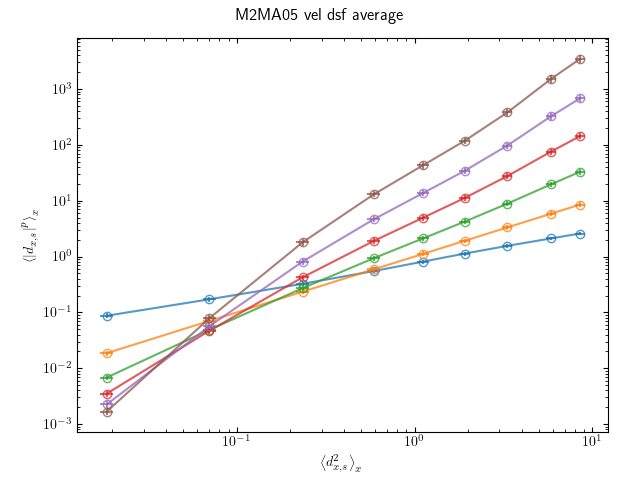 M2MA05 vel dsf average
⟨|d_{x,s}|^p⟩_x
10^3
10^2
10^1
10^0
10^{-1}
10^{-2}
10^{-3}
10^{-1} 10^0 10^1
⟨d^2_{x,s}⟩_x